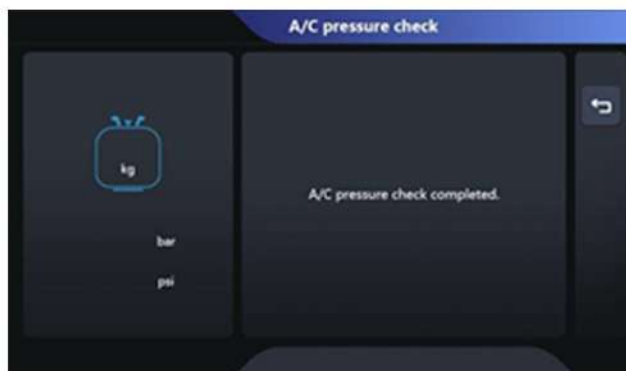 A/C pressure check
kg
A/C pressure check completed.
bar
psi